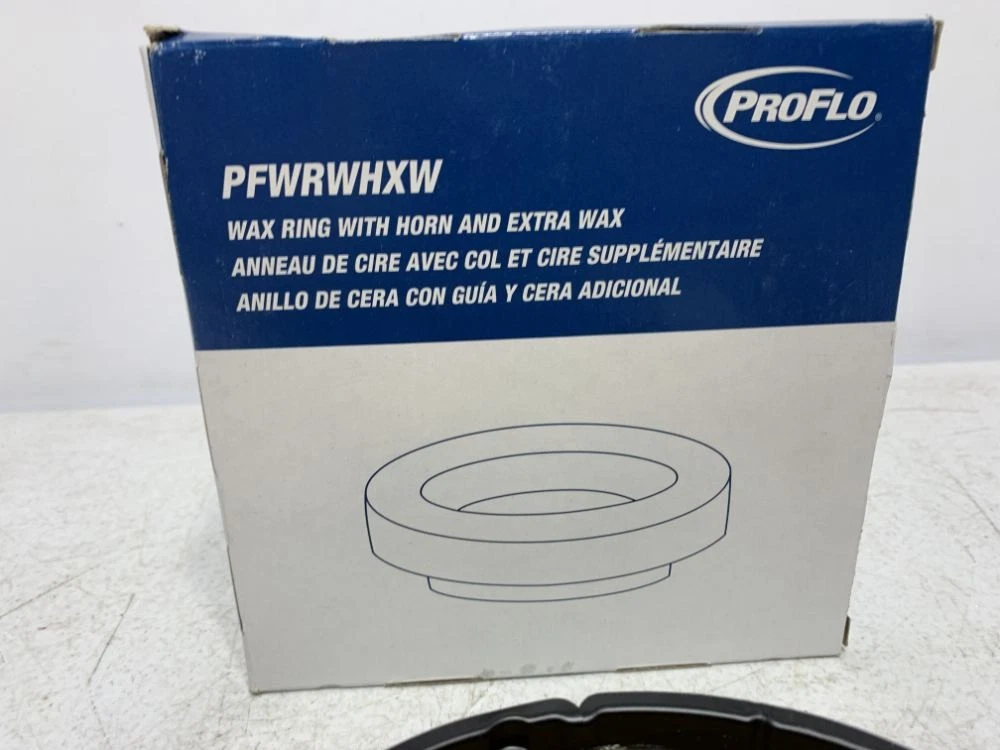 PROFLO®
PFWRWHXW
WAX RING WITH HORN AND EXTRA WAX
ANNEAU DE CIRE AVEC COL ET CIRE SUPPLÉMENTAIRE
ANILLO DE CERA CON GUÍA Y CERA ADICIONAL